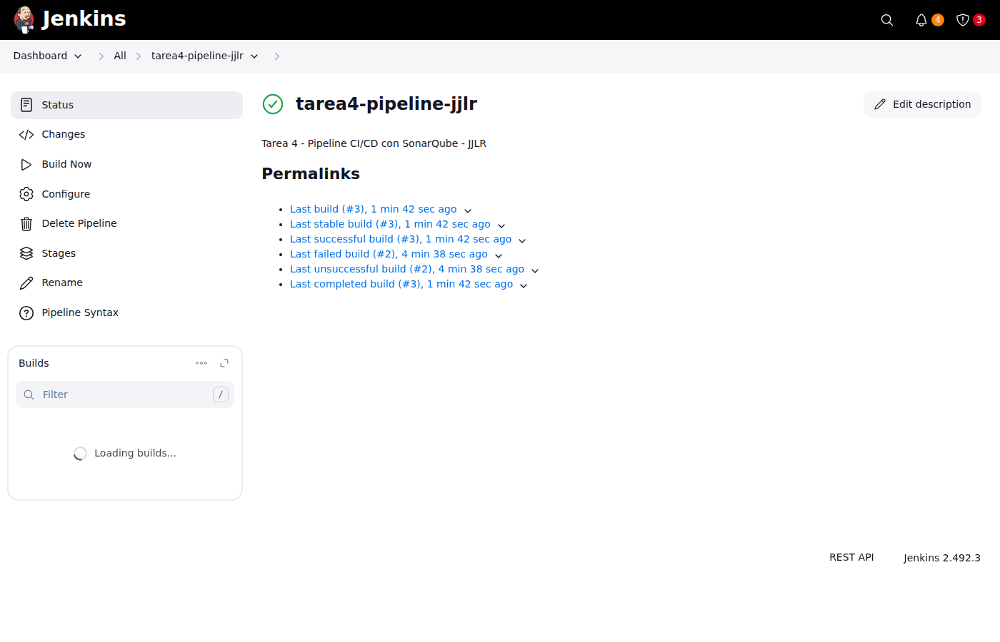 Jenkins
4
3
Dashboard
All
tarea4-pipeline-jjlr
Status
Changes
Build Now
Configure
Delete Pipeline
Stages
Rename
Pipeline Syntax
Builds
Filter
/
Loading builds...
tarea4-pipeline-jjlr
Edit description
Tarea 4 - Pipeline CI/CD con SonarQube - JJLR
Permalinks
Last build (#3), 1 min 42 sec ago
Last stable build (#3), 1 min 42 sec ago
Last successful build (#3), 1 min 42 sec ago
Last failed build (#2), 4 min 38 sec ago
Last unsuccessful build (#2), 4 min 38 sec ago
Last completed build (#3), 1 min 42 sec ago
REST API
Jenkins 2.492.3